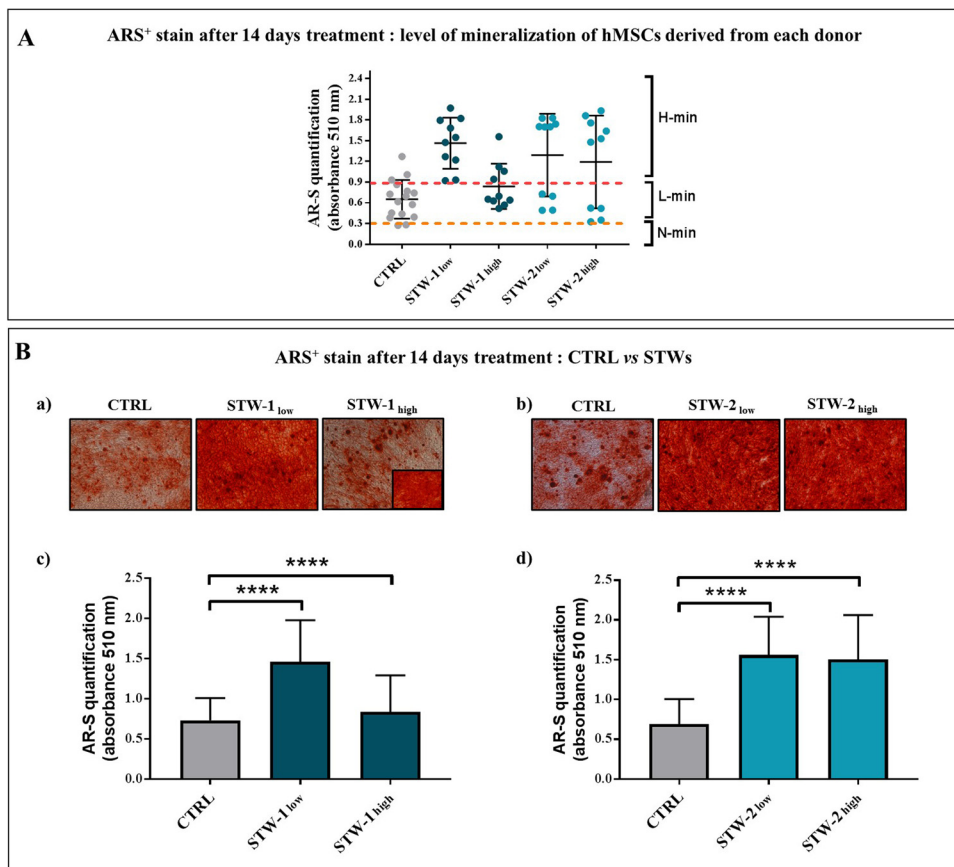 A
ARS⁺ stain after 14 days treatment : level of mineralization of hMSCs derived from each donor
AR-S quantification
(absorbance 510 nm)
2.4
2.1
1.8
1.5
1.2
0.9
0.6
0.3
0.0
CTRL
STW-1 low
STW-1 high
STW-2 low
STW-2 high
H-min
L-min
N-min
B
ARS⁺ stain after 14 days treatment : CTRL vs STWs
a)
CTRL
STW-1 low
STW-1 high
b)
CTRL
STW-2 low
STW-2 high
c)
AR-S quantification
(absorbance 510 nm)
2.5
2.0
1.5
1.0
0.5
0.0
****
****
CTRL
STW-1 low
STW-1 high
d)
AR-S quantification
(absorbance 510 nm)
2.5
2.0
1.5
1.0
0.5
0.0
****
****
CTRL
STW-2 low
STW-2 high